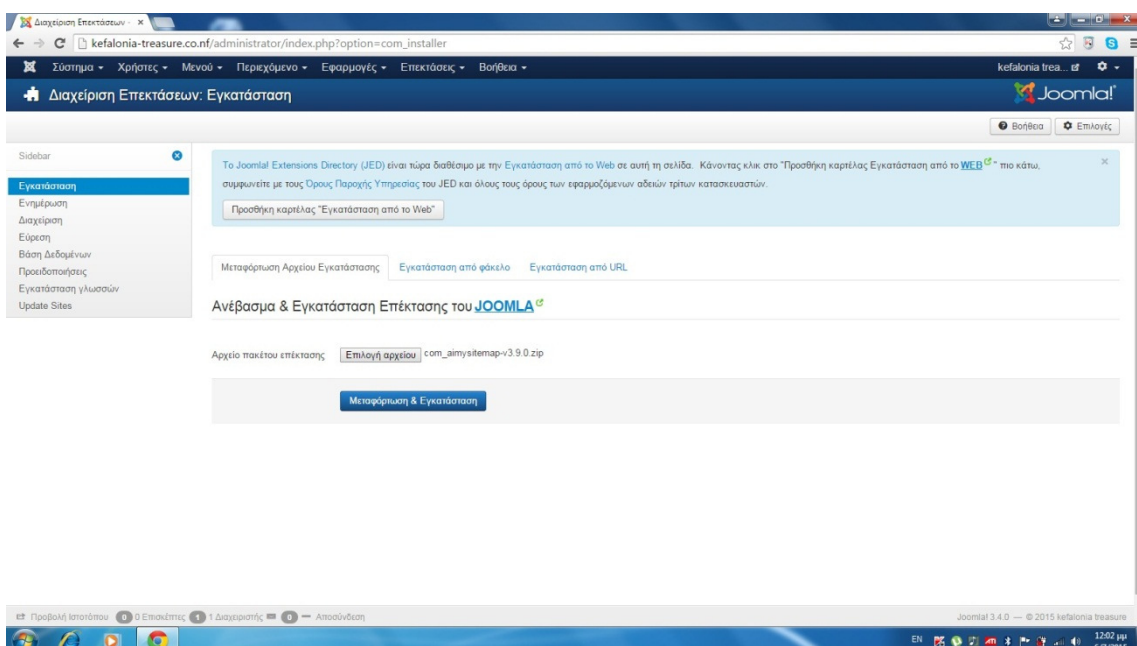 Διαχείριση Επεκτάσεων -
kefalonia-treasure.co.nf/administrator/index.php?option=com_installer
Σύστημα Χρήστες Μενού Περιεχόμενο Εφαρμογές Επεκτάσεις Βοήθεια kefalonia trea...
Διαχείριση Επεκτάσεων: Εγκατάσταση Joomla!
Βοήθεια Επιλογές
Sidebar
Εγκατάσταση
Ενημέρωση
Διαχείριση
Εύρεση
Βάση Δεδομένων
Προειδοποιήσεις
Εγκατάσταση γλωσσών
Update Sites
Το Joomla! Extensions Directory (JED) είναι τώρα διαθέσιμο με την Εγκατάσταση από το Web σε αυτή τη σελίδα. Κάνοντας κλικ στο "Προσθήκη καρτέλας Εγκατάσταση από το WEB " πιο κάτω,
συμφωνείτε με τους Όρους Παροχής Υπηρεσίας του JED και όλους τους όρους των εφαρμοζόμενων αδειών τρίτων κατασκευαστών.
Προσθήκη καρτέλας "Εγκατάσταση από το Web"
Μεταφόρτωση Αρχείου Εγκατάστασης Εγκατάσταση από φάκελο Εγκατάσταση από URL
Ανέβασμα & Εγκατάσταση Επέκτασης του JOOMLA
Αρχείο πακέτου επέκτασης Επιλογή αρχείου com_aimysitemap-v3.9.0.zip
Μεταφόρτωση & Εγκατάσταση
Προβολή Ιστοτόπου 0 0 Επισκέπτες 1 1 Διαχειριστής 0 Αποσύνδεση Joomla! 3.4.0 — © 2015 kefalonia treasure
EN 12:02 μμ